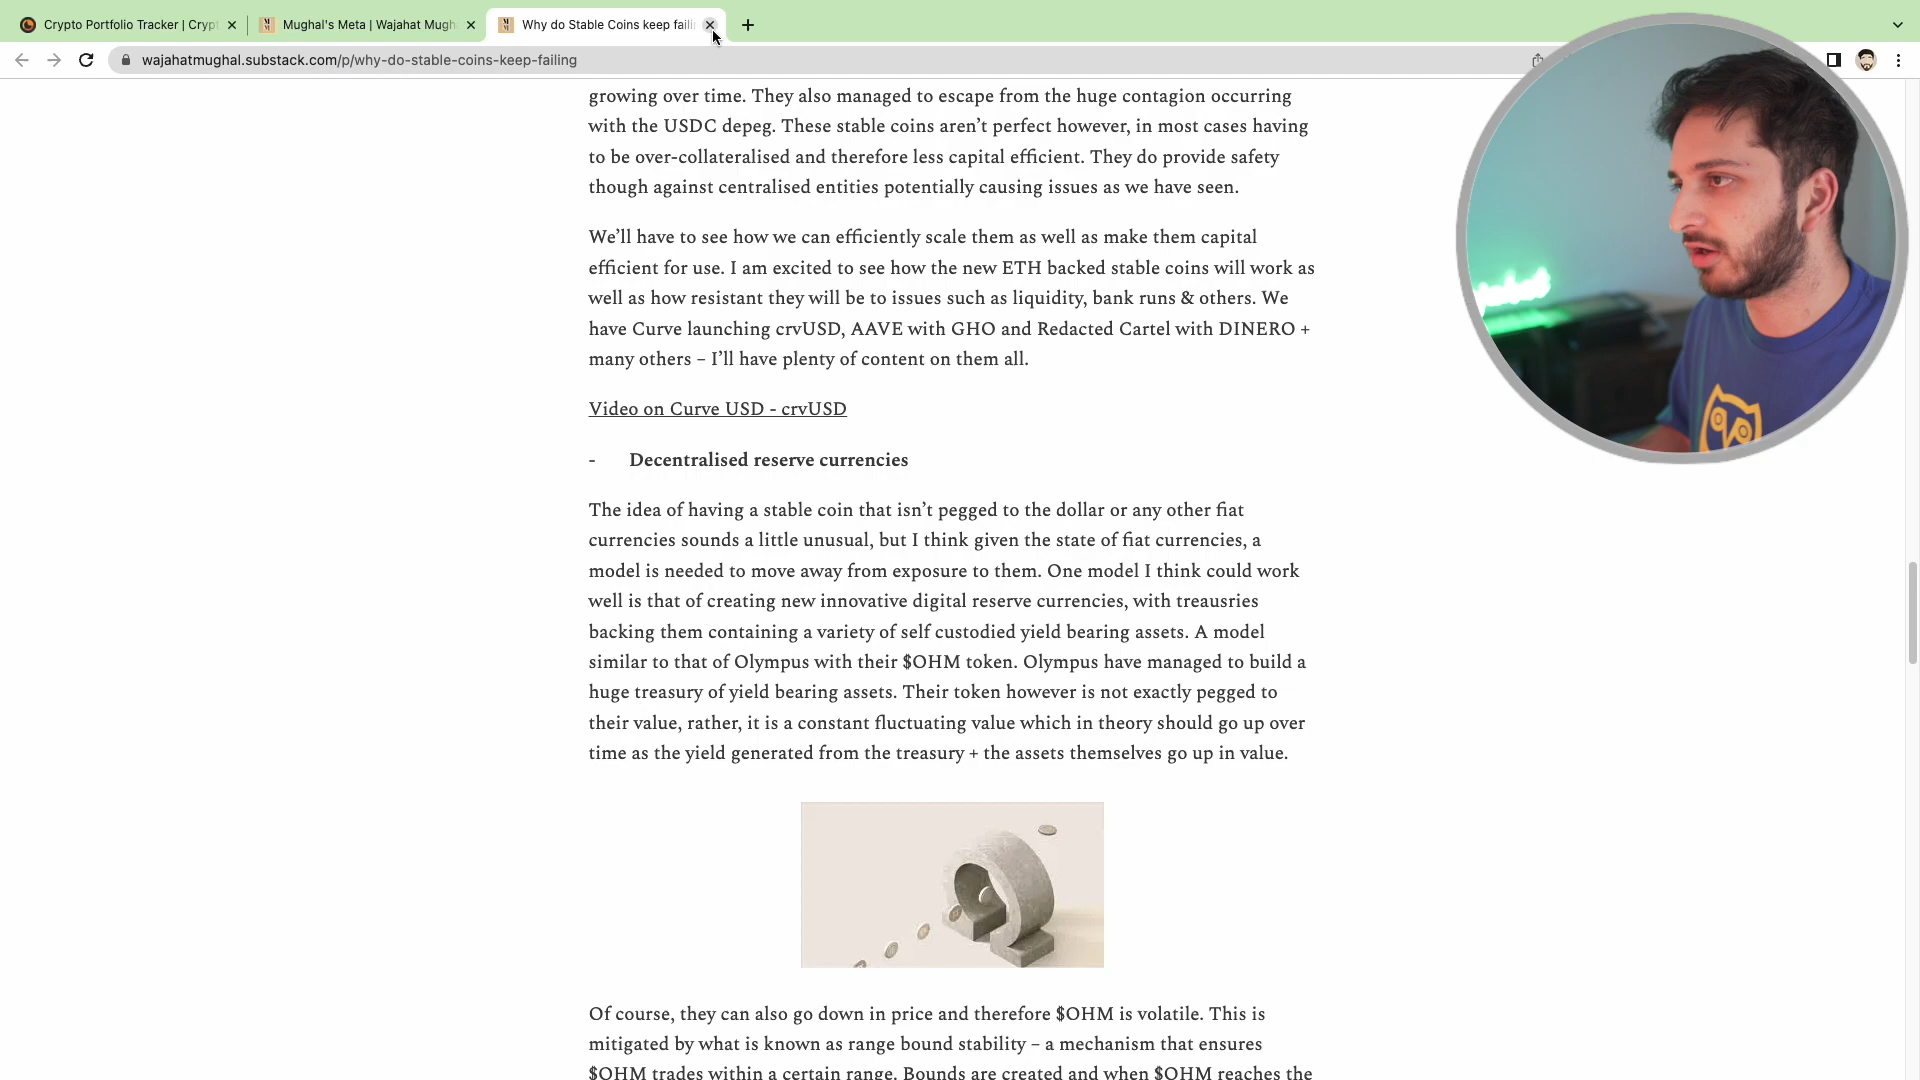 Crypto Portfolio Tracker | Crypt
Mughal's Meta | Wajahat Mugh
Why do Stable Coins keep faili
wajahatmughal.substack.com/p/why-do-stable-coins-keep-failing
growing over time. They also managed to escape from the huge contagion occurring
with the USDC depeg. These stable coins aren’t perfect however, in most cases having
to be over-collateralised and therefore less capital efficient. They do provide safety
though against centralised entities potentially causing issues as we have seen.
We’ll have to see how we can efficiently scale them as well as make them capital
efficient for use. I am excited to see how the new ETH backed stable coins will work as
well as how resistant they will be to issues such as liquidity, bank runs & others. We
have Curve launching crvUSD, AAVE with GHO and Redacted Cartel with DINERO +
many others – I’ll have plenty of content on them all.
Video on Curve USD - crvUSD
- Decentralised reserve currencies
The idea of having a stable coin that isn’t pegged to the dollar or any other fiat
currencies sounds a little unusual, but I think given the state of fiat currencies, a
model is needed to move away from exposure to them. One model I think could work
well is that of creating new innovative digital reserve currencies, with treausries
backing them containing a variety of self custodied yield bearing assets. A model
similar to that of Olympus with their $OHM token. Olympus have managed to build a
huge treasury of yield bearing assets. Their token however is not exactly pegged to
their value, rather, it is a constant fluctuating value which in theory should go up over
time as the yield generated from the treasury + the assets themselves go up in value.
Of course, they can also go down in price and therefore $OHM is volatile. This is
mitigated by what is known as range bound stability – a mechanism that ensures
$OHM trades within a certain range. Bounds are created and when $OHM reaches the